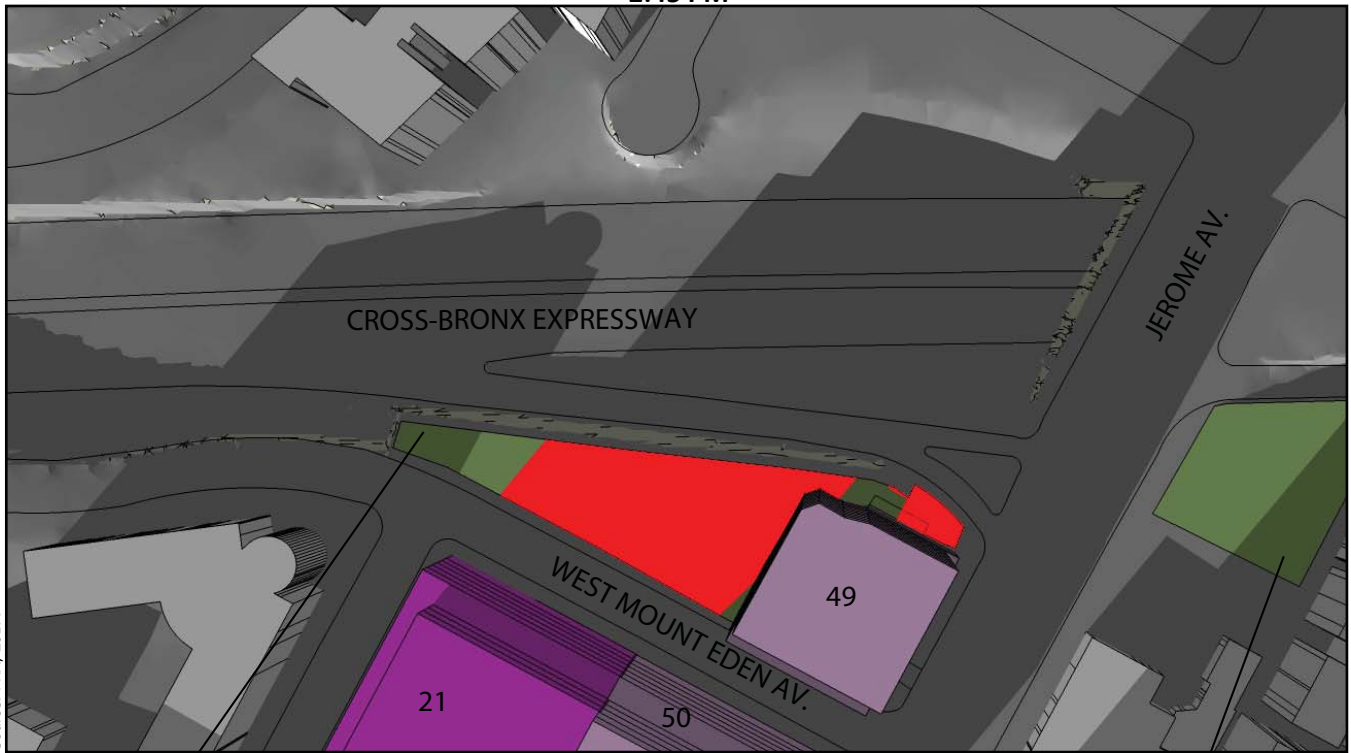 CROSS-BRONX EXPRESSWAY
JEROME AV.
WEST MOUNT EDEN AV.
49
21
50